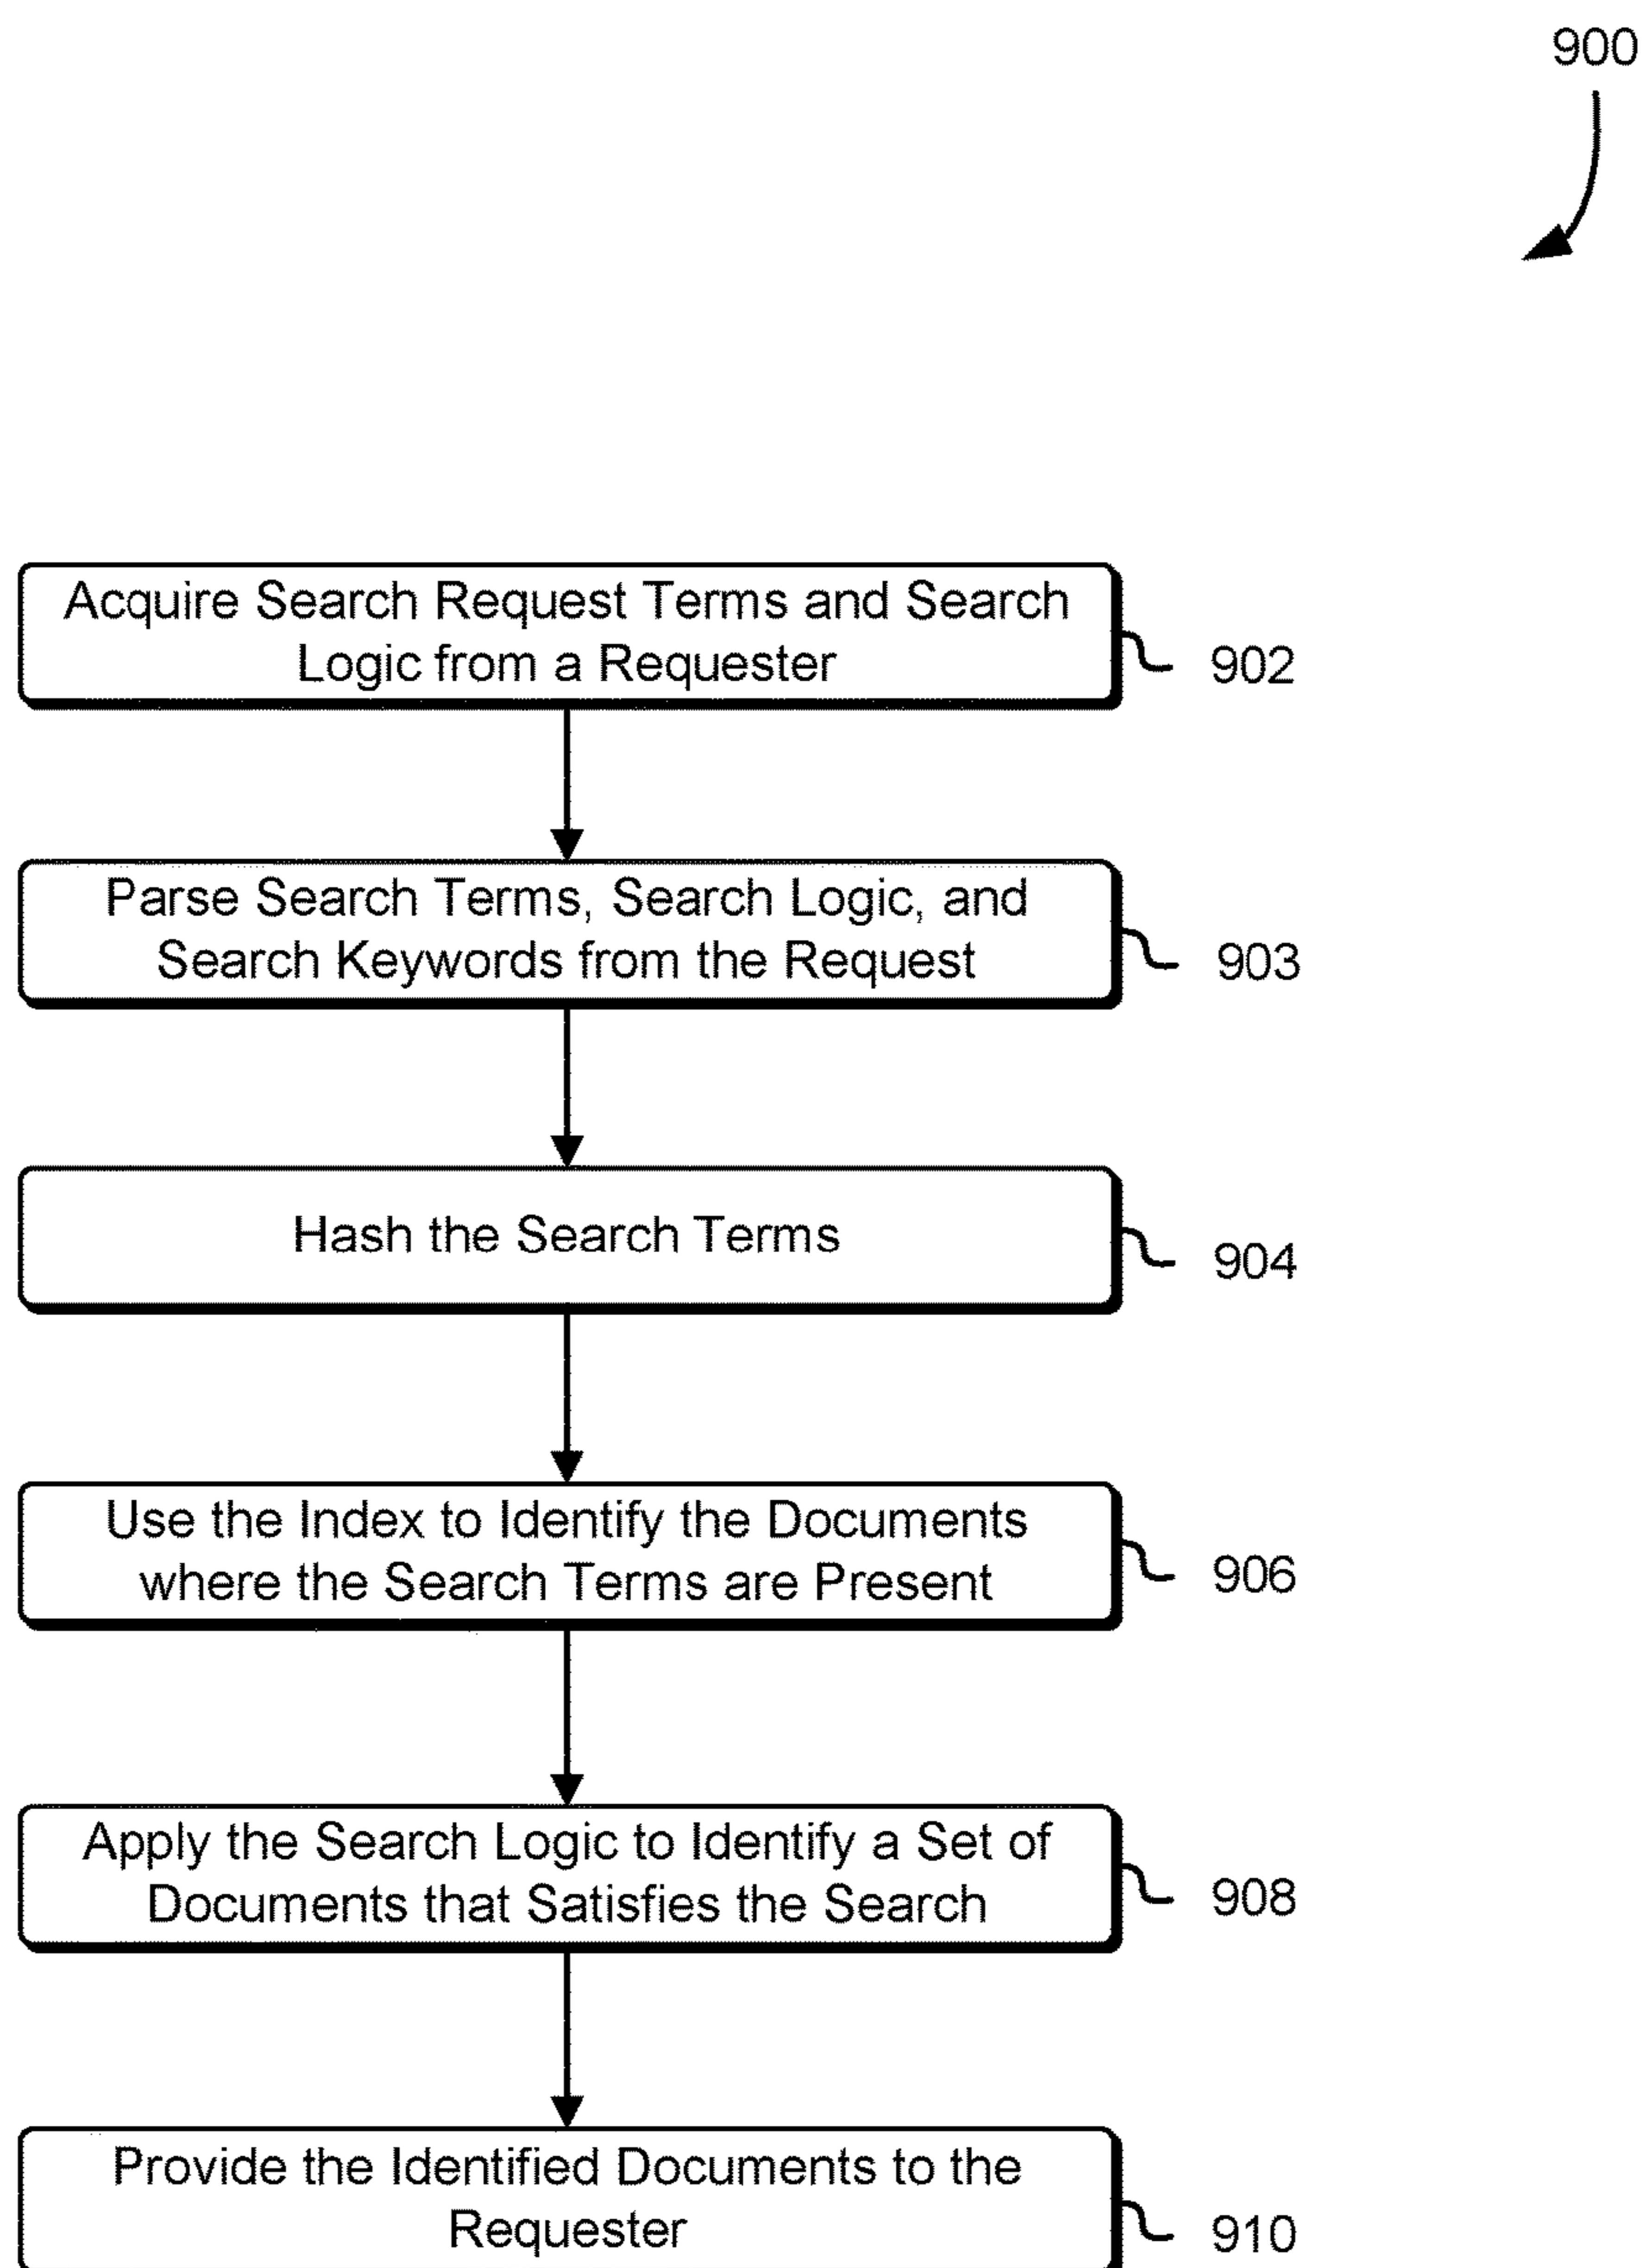 900
Acquire Search Request Terms and Search
Logic from a Requester
902
Parse Search Terms, Search Logic, and
Search Keywords from the Request
903
Hash the Search Terms
904
Use the Index to Identify the Documents
where the Search Terms are Present
906
Apply the Search Logic to Identify a Set of
Documents that Satisfies the Search
908
Provide the Identified Documents to the
Requester
910